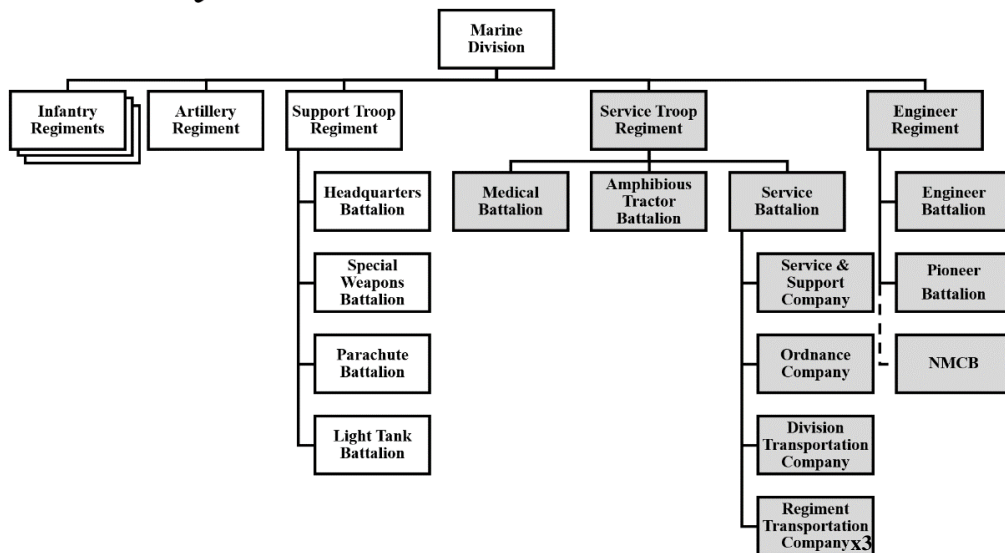 Marine
Division
Infantry
Regiments
Artillery
Regiment
Support Troop
Regiment
Service Troop
Regiment
Engineer
Regiment
Headquarters
Battalion
Special
Weapons
Battalion
Parachute
Battalion
Light Tank
Battalion
Medical
Battalion
Amphibious
Tractor
Battalion
Service
Battalion
Service &
Support
Company
Ordnance
Company
Division
Transportation
Company
Regiment
Transportation
Companyx3
Engineer
Battalion
Pioneer
Battalion
NMCB